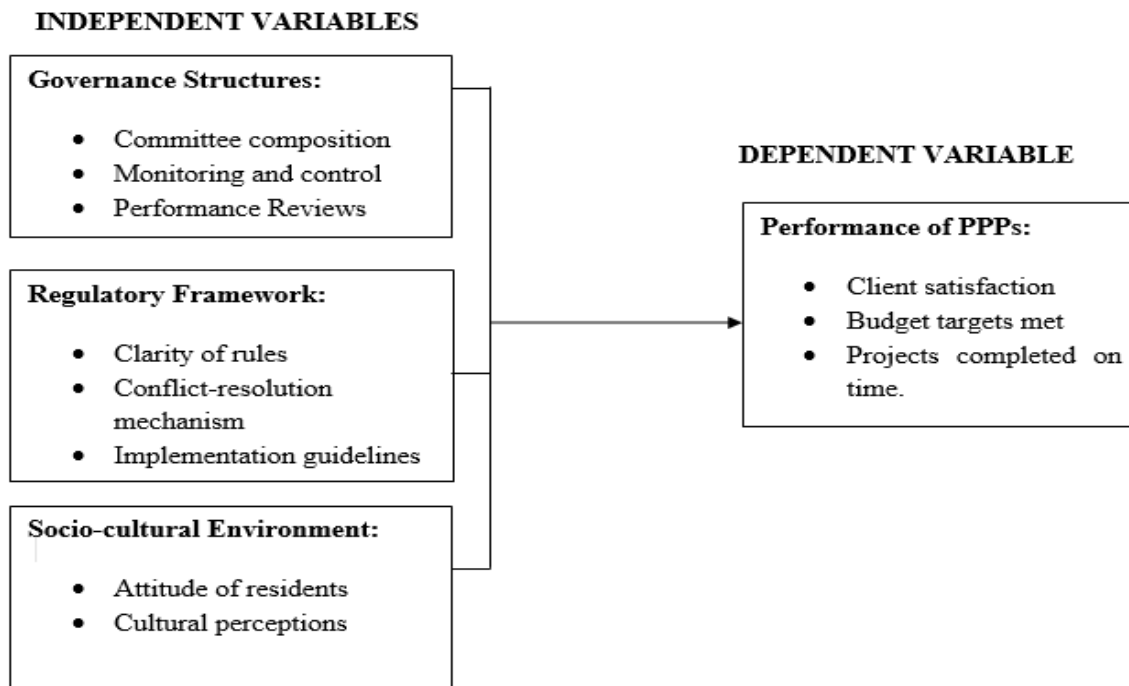 INDEPENDENT VARIABLES
Governance Structures:
• Committee composition
• Monitoring and control
• Performance Reviews
Regulatory Framework:
• Clarity of rules
• Conflict-resolution
mechanism
• Implementation guidelines
Socio-cultural Environment:
• Attitude of residents
• Cultural perceptions
DEPENDENT VARIABLE
Performance of PPPs:
• Client satisfaction
• Budget targets met
• Projects completed on
time.